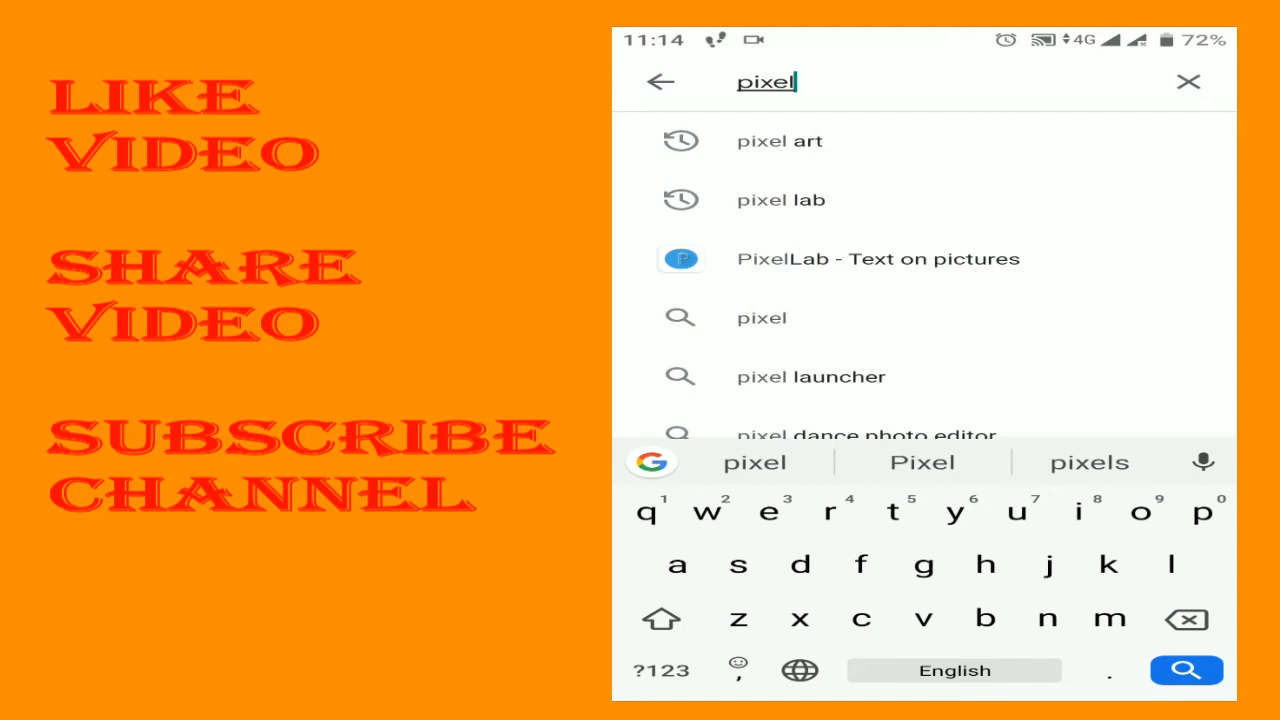 LIKE
VIDEO
SHARE
VIDEO
SUBSCRIBE
CHANNEL
11:14 4G 72%
pixel
pixel art
pixel lab
P PixelLab - Text on pictures
pixel
pixel launcher
pixel dance photo editor
G pixel Pixel pixels
1 2 3 4 5 6 7 8 9 0
q w e r t y u i o p
a s d f g h j k l
z x c v b n m
?123 , English .